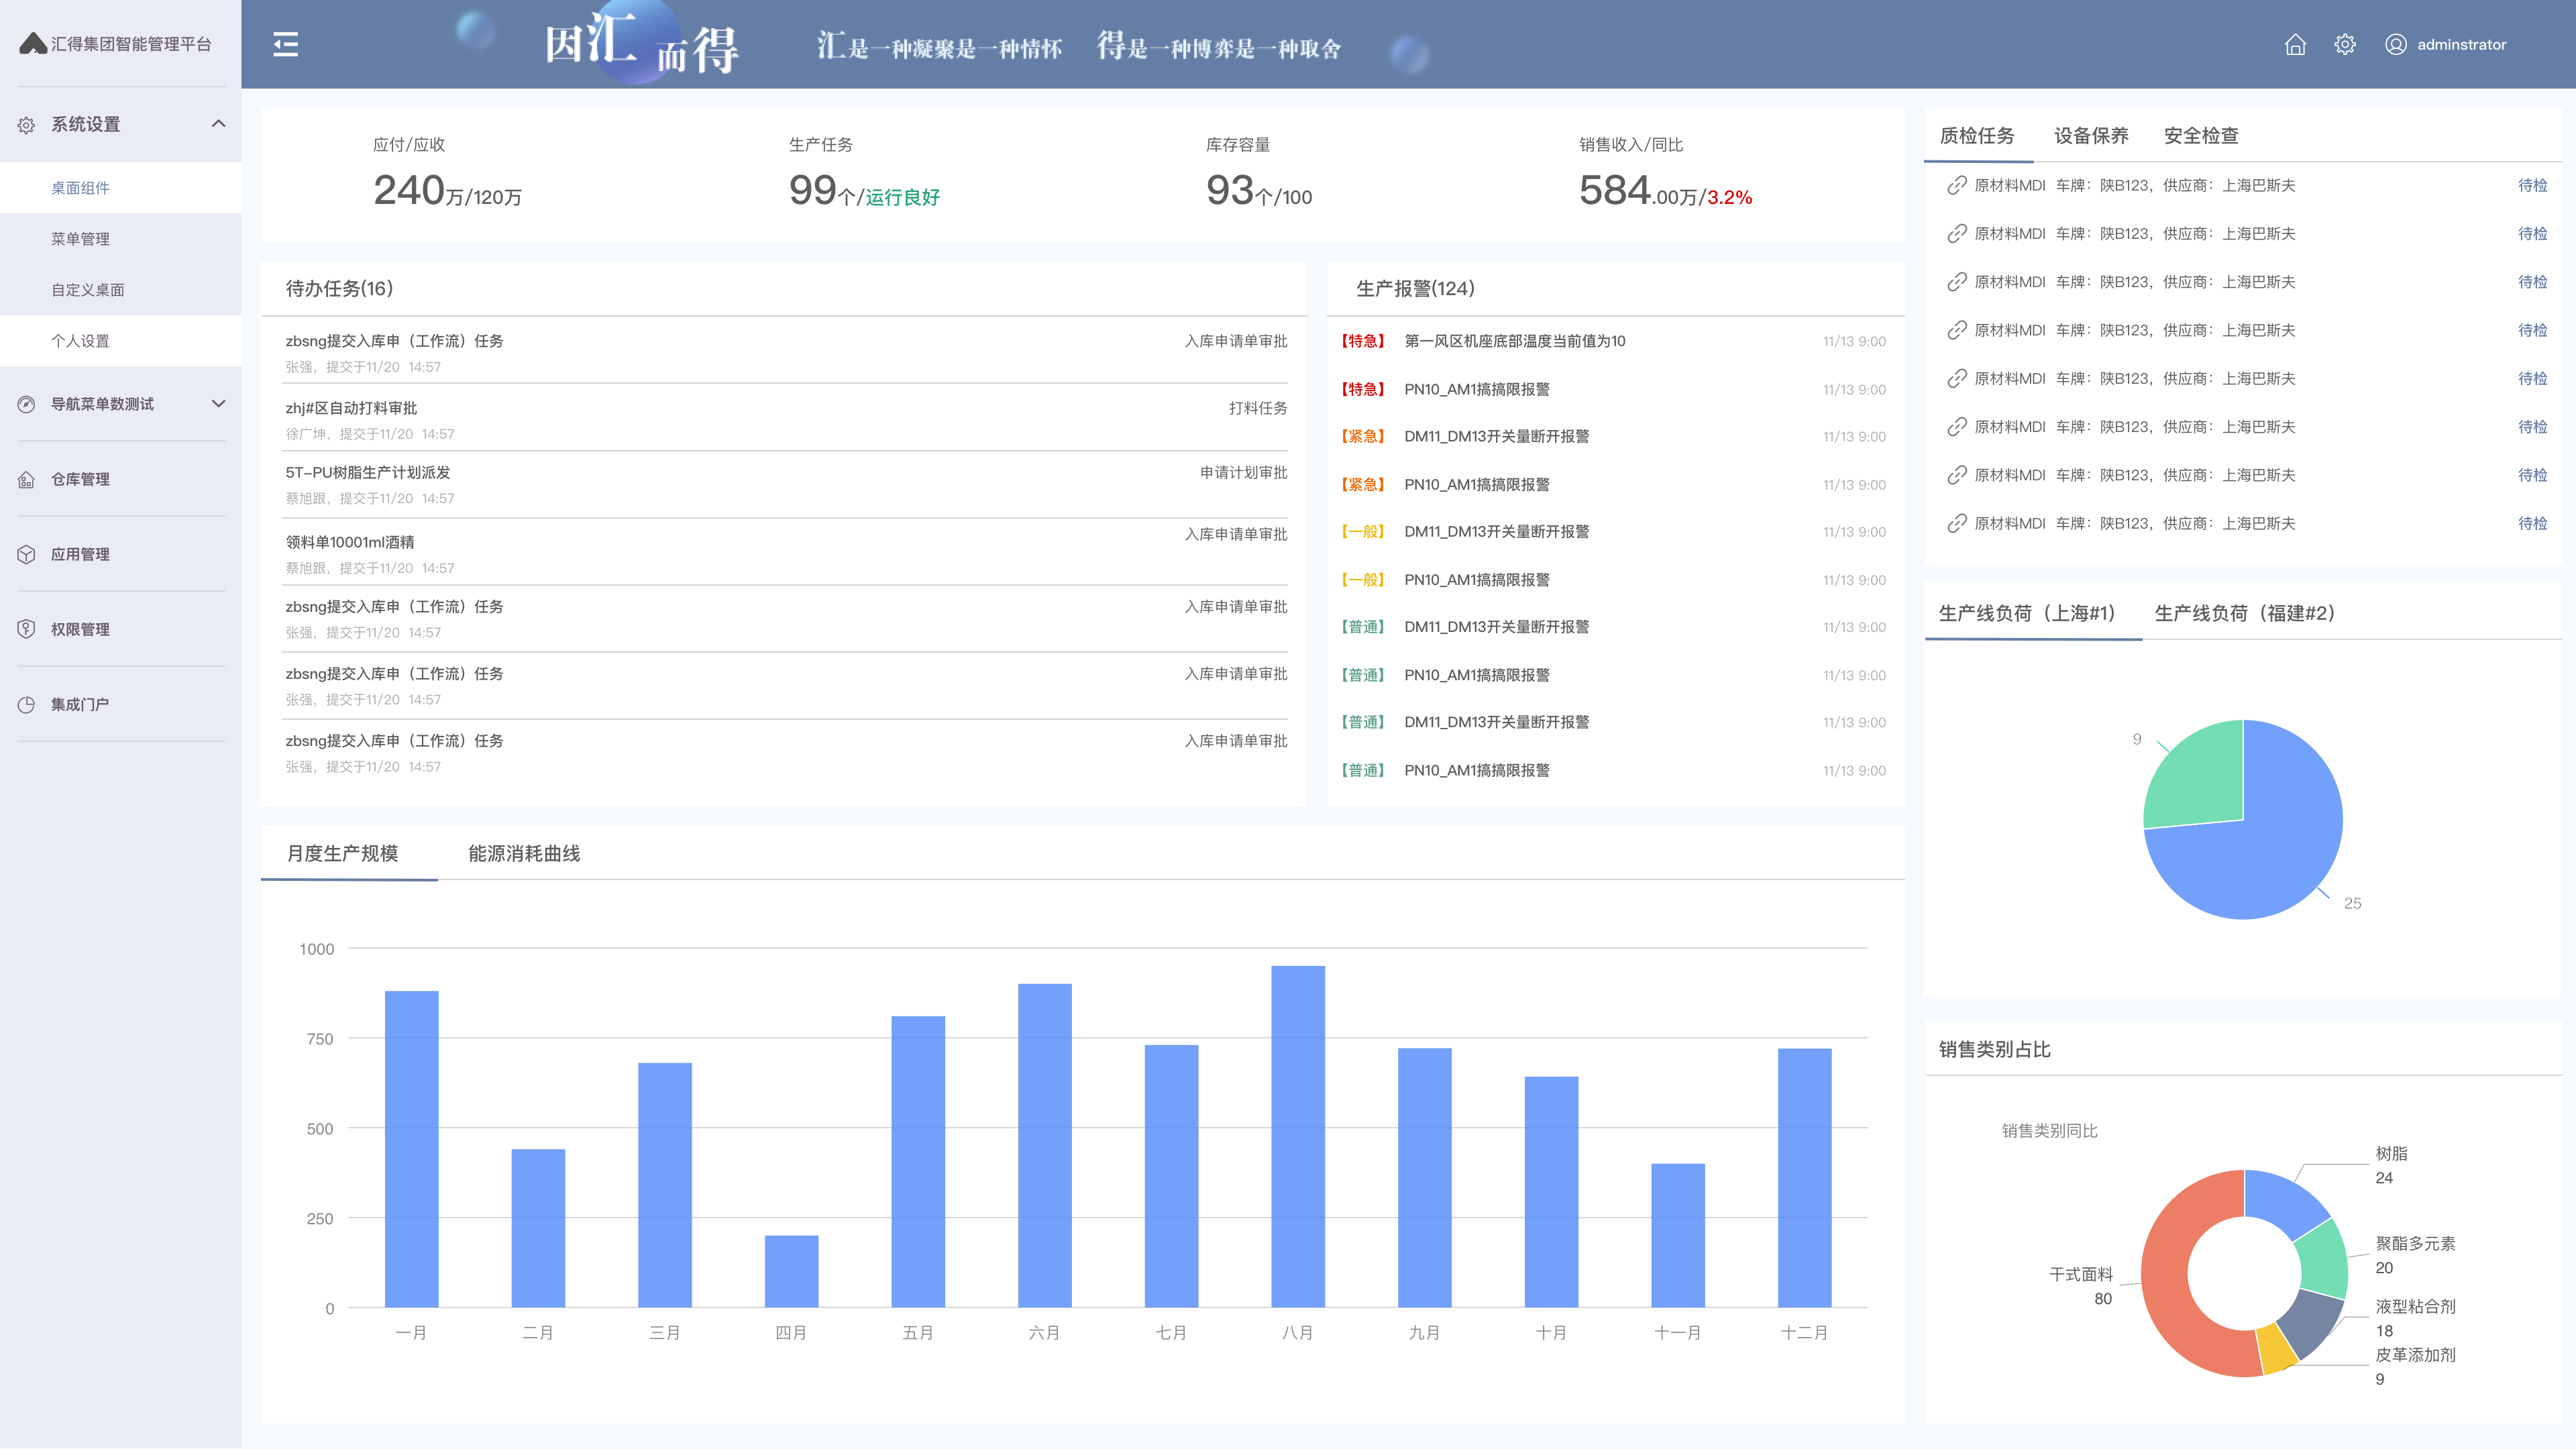 汇得集团智能管理平台
系统设置
桌面组件
菜单管理
自定义桌面
个人设置
导航菜单数测试
仓库管理
应用管理
权限管理
集成门户
因汇而得
汇是一种凝聚是一种情怀 得是一种博弈是一种取舍
adminstrator
应付/应收
240万/120万
生产任务
99个/运行良好
库存容量
93个/100
销售收入/同比
584.00万/3.2%
待办任务(16)
zbsng提交入库申（工作流）任务 入库申请单审批
张强，提交于11/20 14:57
zhj#区自动打料审批 打料任务
徐广坤，提交于11/20 14:57
5T-PU树脂生产计划派发 申请计划审批
蔡旭跟，提交于11/20 14:57
领料单10001ml酒精 入库申请单审批
蔡旭跟，提交于11/20 14:57
zbsng提交入库申（工作流）任务 入库申请单审批
张强，提交于11/20 14:57
zbsng提交入库申（工作流）任务 入库申请单审批
张强，提交于11/20 14:57
zbsng提交入库申（工作流）任务 入库申请单审批
张强，提交于11/20 14:57
生产报警(124)
【特急】 第一风区机座底部温度当前值为10 11/13 9:00
【特急】 PN10_AM1搞搞限报警 11/13 9:00
【紧急】 DM11_DM13开关量断开报警 11/13 9:00
【紧急】 PN10_AM1搞搞限报警 11/13 9:00
【一般】 DM11_DM13开关量断开报警 11/13 9:00
【一般】 PN10_AM1搞搞限报警 11/13 9:00
【普通】 DM11_DM13开关量断开报警 11/13 9:00
【普通】 PN10_AM1搞搞限报警 11/13 9:00
【普通】 DM11_DM13开关量断开报警 11/13 9:00
【普通】 PN10_AM1搞搞限报警 11/13 9:00
月度生产规模 能源消耗曲线
1000
750
500
250
0
一月 二月 三月 四月 五月 六月 七月 八月 九月 十月 十一月 十二月
质检任务 设备保养 安全检查
原材料MDI 车牌：陕B123，供应商：上海巴斯夫 待检
原材料MDI 车牌：陕B123，供应商：上海巴斯夫 待检
原材料MDI 车牌：陕B123，供应商：上海巴斯夫 待检
原材料MDI 车牌：陕B123，供应商：上海巴斯夫 待检
原材料MDI 车牌：陕B123，供应商：上海巴斯夫 待检
原材料MDI 车牌：陕B123，供应商：上海巴斯夫 待检
原材料MDI 车牌：陕B123，供应商：上海巴斯夫 待检
原材料MDI 车牌：陕B123，供应商：上海巴斯夫 待检
生产线负荷（上海#1） 生产线负荷（福建#2）
9
25
销售类别占比
销售类别同比
树脂
24
聚酯多元素
20
液型粘合剂
18
皮革添加剂
9
干式面料
80